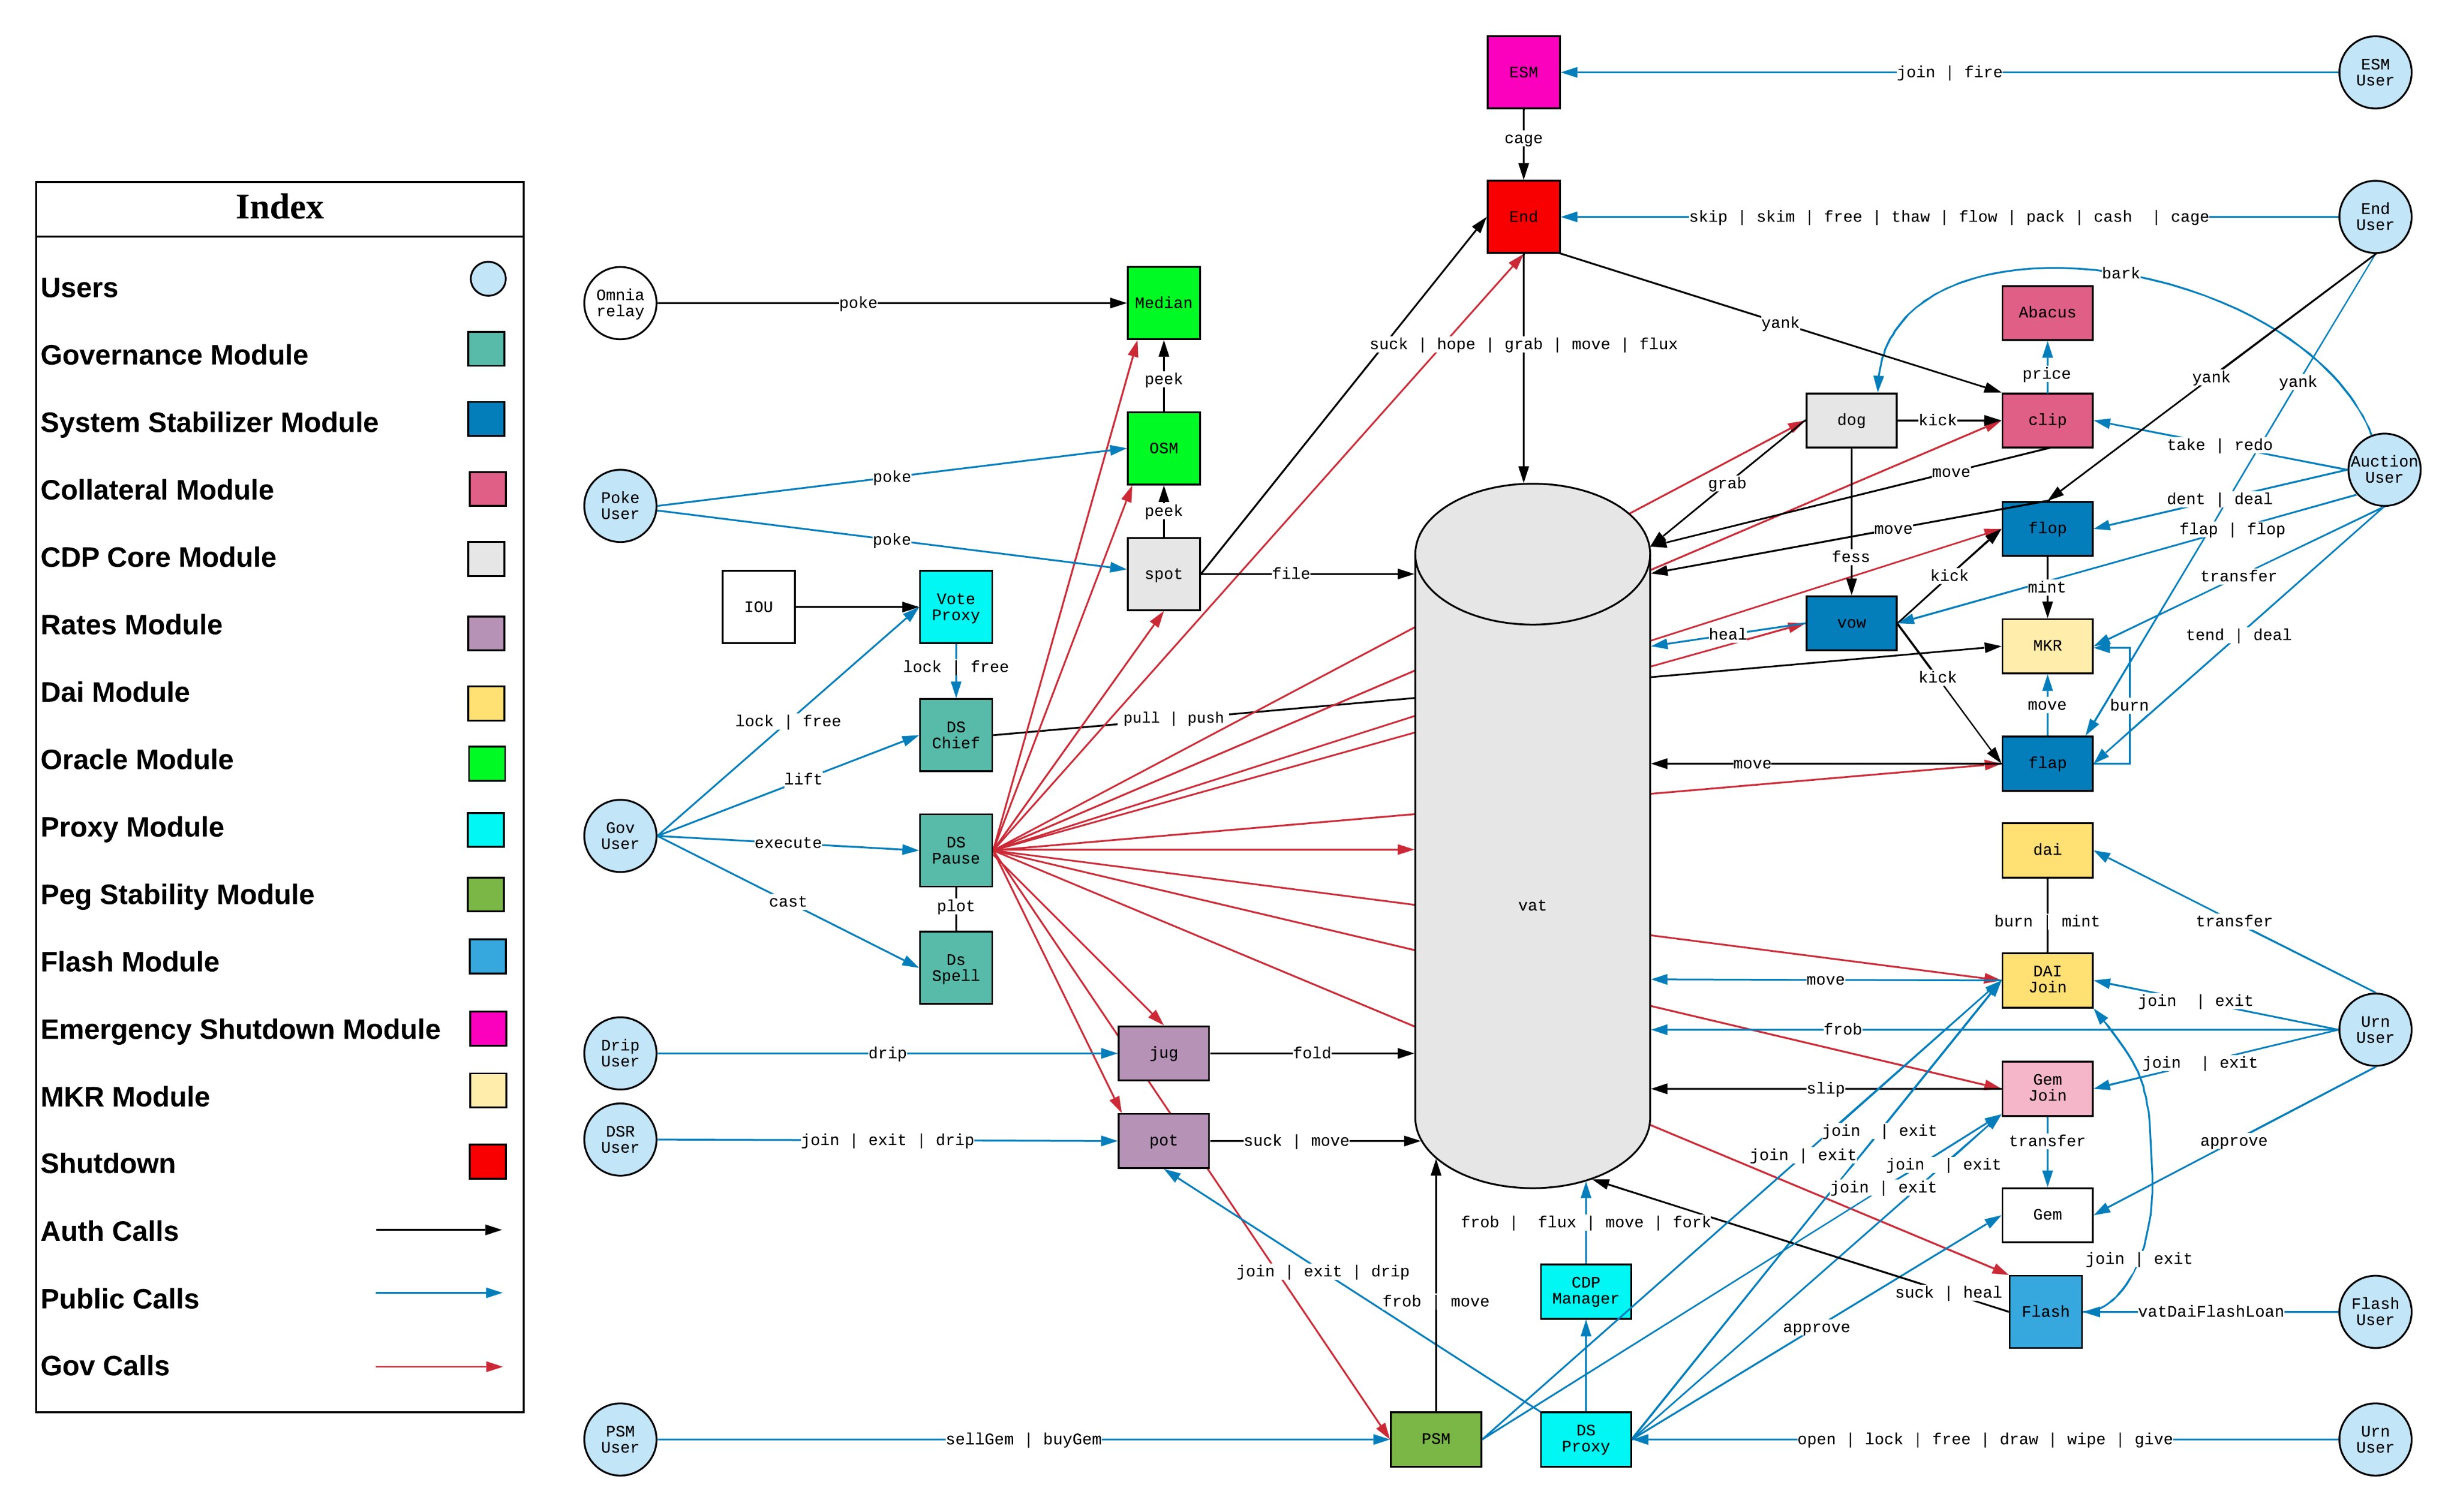 Index
Users
Governance Module
System Stabilizer Module
Collateral Module
CDP Core Module
Rates Module
Dai Module
Oracle Module
Proxy Module
Peg Stability Module
Flash Module
Emergency Shutdown Module
MKR Module
Shutdown
Auth Calls
Public Calls
Gov Calls
ESM
join | fire
ESM
User
cage
End
skip | skim | free | thaw | flow | pack | cash  | cage
End
User
Omnia
relay
poke
Median
suck | hope | grab | move | flux
yank
bark
Abacus
price
yank
yank
peek
OSM
Poke
User
poke
poke
peek
spot
file
dog
kick
clip
take | redo
Auction
User
grab
move
dent | deal
flap | flop
move
flop
fess
kick
mint
transfer
IOU
Vote
Proxy
lock | free
heal
vow
MKR
tend | deal
kick
move
burn
lock | free
DS
Chief
pull | push
lift
move
flap
Gov
User
execute
DS
Pause
plot
cast
Ds
Spell
vat
dai
burn | mint
transfer
DAI
Join
move
join  | exit
frob
Urn
User
join  | exit
Drip
User
drip
jug
fold
slip
Gem
Join
DSR
User
join | exit | drip
pot
suck | move
join  | exit
join | exit
join  | exit
join | exit
transfer
approve
Gem
frob |  flux | move | fork
join | exit
join | exit | drip
frob | move
CDP
Manager
suck | heal
approve
Flash
vatDaiFlashLoan
Flash
User
PSM
User
sellGem | buyGem
PSM
DS
Proxy
open | lock | free | draw | wipe | give
Urn
User